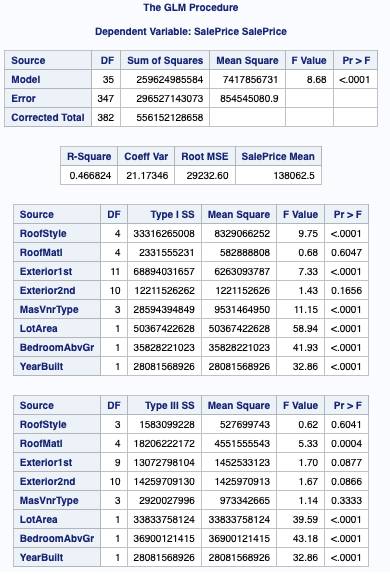 The GLM Procedure
Dependent Variable: SalePrice SalePrice
Source DF Sum of Squares Mean Square F Value Pr > F
Model 35 259624985584 7417856731 8.68 <.0001
Error 347 296527143073 854545080.9
Corrected Total 382 556152128658
R-Square Coeff Var Root MSE SalePrice Mean
0.466824 21.17346 29232.60 138062.5
Source DF Type I SS Mean Square F Value Pr > F
RoofStyle 4 33316265008 8329066252 9.75 <.0001
RoofMatl 4 2331555231 582888808 0.68 0.6047
Exterior1st 11 68894031657 6263093787 7.33 <.0001
Exterior2nd 10 12211526262 1221152626 1.43 0.1656
MasVnrType 3 28594394849 9531464950 11.15 <.0001
LotArea 1 50367422628 50367422628 58.94 <.0001
BedroomAbvGr 1 35828221023 35828221023 41.93 <.0001
YearBuilt 1 28081568926 28081568926 32.86 <.0001
Source DF Type III SS Mean Square F Value Pr > F
RoofStyle 3 1583099228 527699743 0.62 0.6041
RoofMatl 4 18206222172 4551555543 5.33 0.0004
Exterior1st 9 13072798104 1452533123 1.70 0.0877
Exterior2nd 10 14259709130 1425970913 1.67 0.0866
MasVnrType 3 2920027996 973342665 1.14 0.3333
LotArea 1 33833758124 33833758124 39.59 <.0001
BedroomAbvGr 1 36900121415 36900121415 43.18 <.0001
YearBuilt 1 28081568926 28081568926 32.86 <.0001